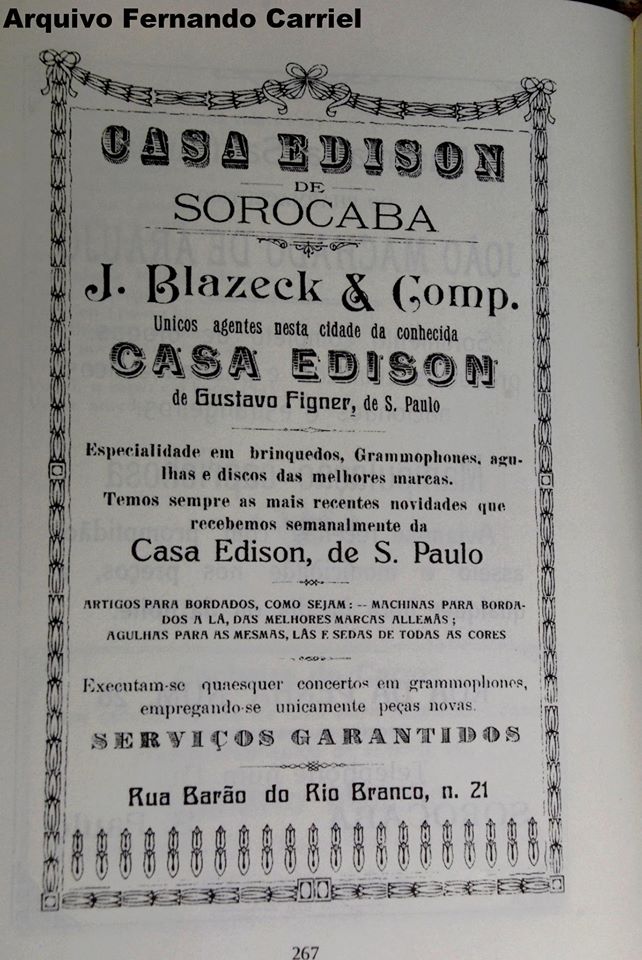 Arquivo Fernando Carriel
CASA EDISON
DE
SOROCABA
J. Blazeck & Comp.
Unicos agentes nesta cidade da conhecida
CASA EDISON
de Gustavo Figner, de S. Paulo
Especialidade em brinquedos, Grammophones, agu-
lhas e discos das melhores marcas.
Temos sempre as mais recentes novidades que
recebemos semanalmente da
Casa Edison, de S. Paulo
ARTIGOS PARA BORDADOS, COMO SEJAM: -- MACHINAS PARA BORDA-
DOS A LÃ, DAS MELHORES MARCAS ALLEMÃS;
AGULHAS PARA AS MESMAS, LÃS E SEDAS DE TODAS AS CORES
Executam-se quaesquer concertos em grammophones,
empregando-se unicamente peças novas.
SERVIÇOS GARANTIDOS
Rua Barão do Rio Branco, n. 21
267